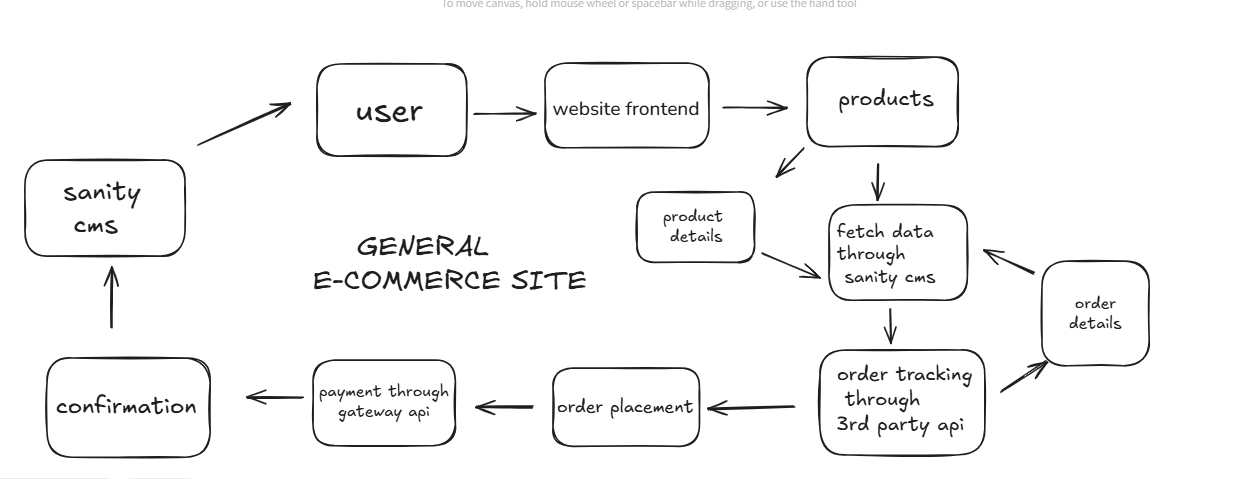 To move canvas, hold mouse wheel or spacebar while dragging, or use the hand tool
user
website frontend
products
sanity
cms
product
details
fetch data
through
sanity cms
GENERAL
E-COMMERCE SITE
order
details
confirmation
payment through
gateway api
order placement
order tracking
through
3rd party api